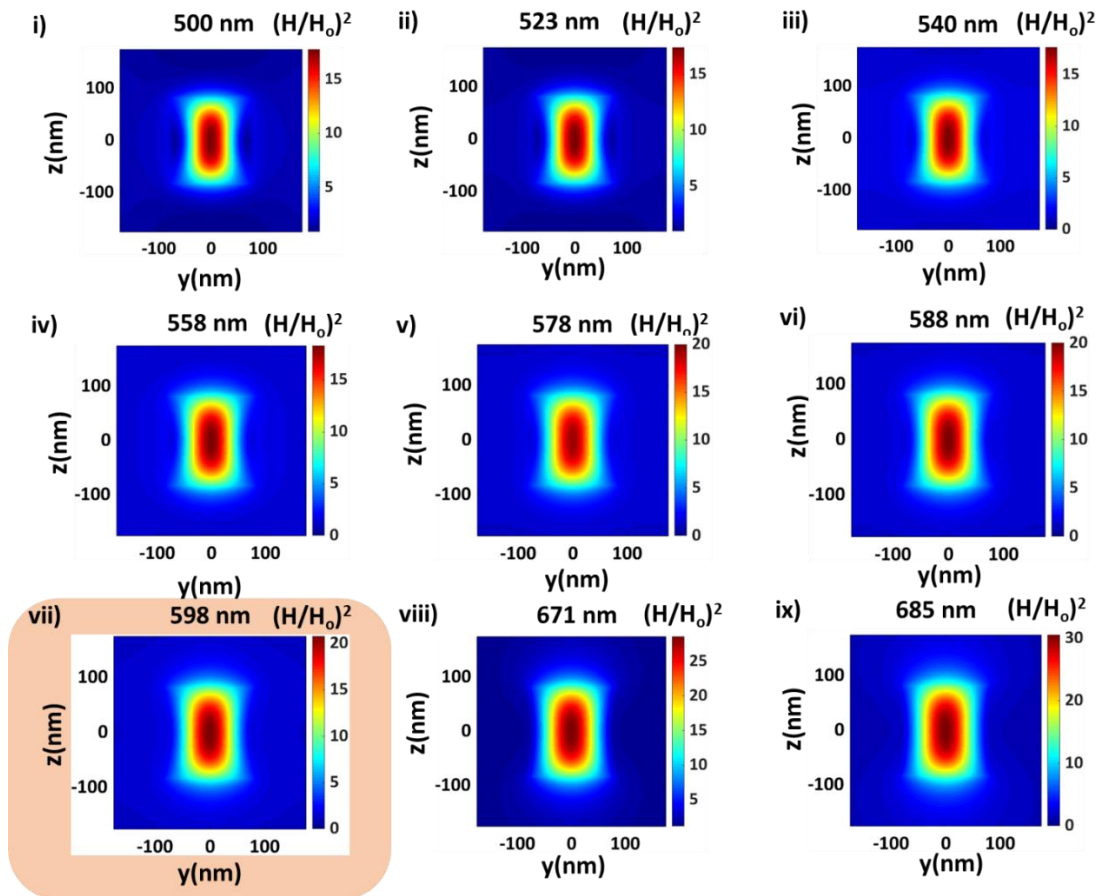 i) 500 nm (H/Hₒ)²
15
10
5
100
0
-100
z(nm)
-100 0 100
y(nm)
ii) 523 nm (H/Hₒ)²
15
10
5
100
0
-100
z(nm)
-100 0 100
y(nm)
iii) 540 nm (H/Hₒ)²
15
10
5
0
100
0
-100
z(nm)
-100 0 100
y(nm)
iv) 558 nm (H/Hₒ)²
15
10
5
0
100
0
-100
z(nm)
-100 0 100
y(nm)
v) 578 nm (H/Hₒ)²
20
15
10
5
0
100
0
-100
z(nm)
-100 0 100
y(nm)
vi) 588 nm (H/Hₒ)²
20
15
10
5
0
100
0
-100
z(nm)
-100 0 100
y(nm)
vii) 598 nm (H/Hₒ)²
20
15
10
5
0
100
0
-100
z(nm)
-100 0 100
y(nm)
viii) 671 nm (H/Hₒ)²
25
20
15
10
5
100
0
-100
z(nm)
-100 0 100
y(nm)
ix) 685 nm (H/Hₒ)²
30
20
10
0
100
0
-100
z(nm)
-100 0 100
y(nm)